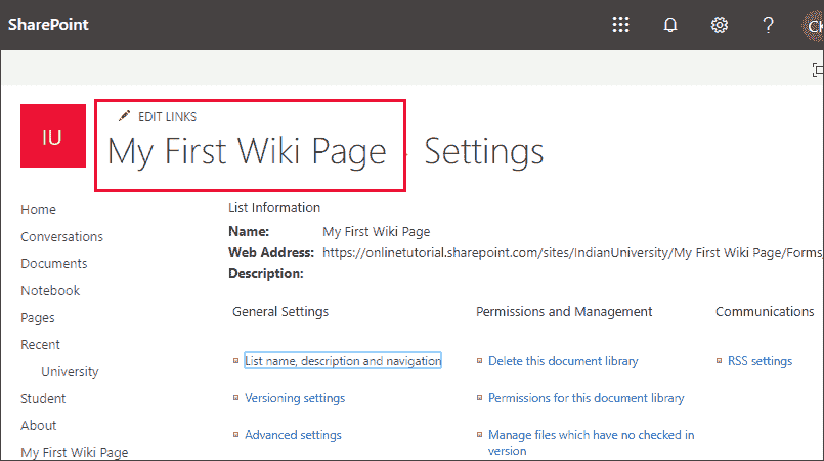 SharePoint
?
CK
IU
EDIT LINKS
My First Wiki Page › Settings
Home
Conversations
Documents
Notebook
Pages
Recent
University
Student
About
My First Wiki Page
List Information
Name: My First Wiki Page
Web Address: https://onlinetutorial.sharepoint.com/sites/IndianUniversity/My First Wiki Page/Forms/
Description:
General Settings
List name, description and navigation
Versioning settings
Advanced settings
Permissions and Management
Delete this document library
Permissions for this document library
Manage files which have no checked in
version
Communications
RSS settings